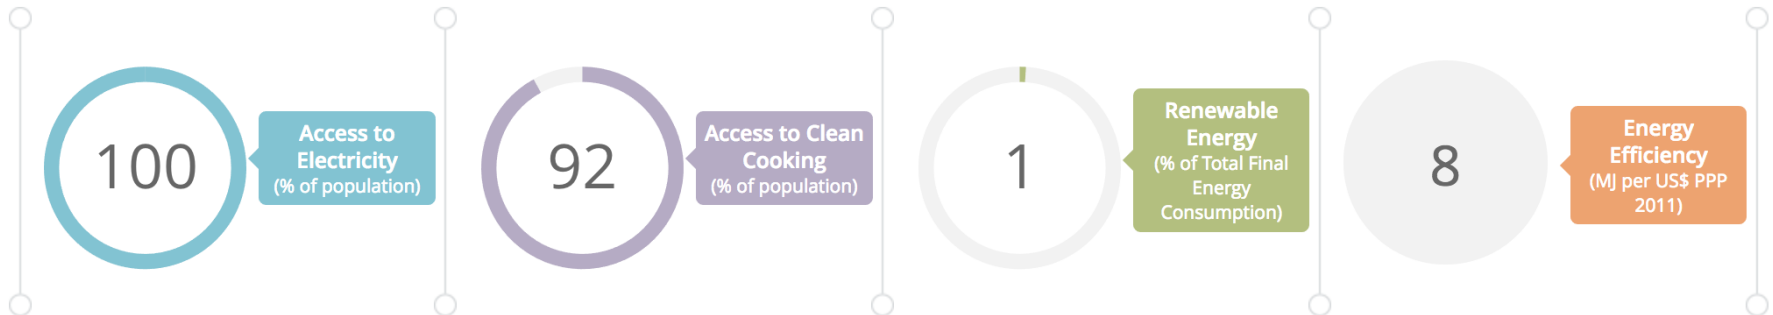 100
Access to
Electricity
(% of population)
92
Access to Clean
Cooking
(% of population)
1
Renewable
Energy
(% of Total Final
Energy
Consumption)
8
Energy
Efficiency
(MJ per US$ PPP
2011)